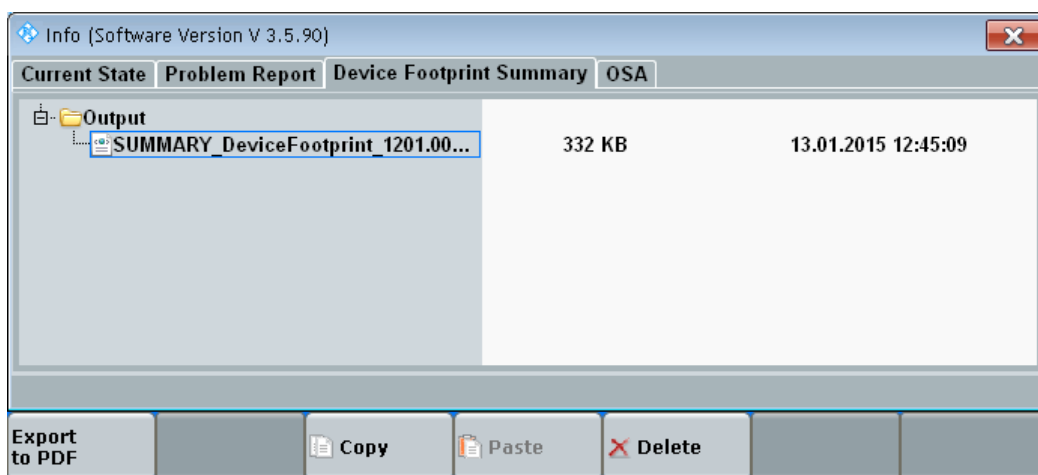 Info (Software Version V 3.5.90)
Current State Problem Report Device Footprint Summary OSA
Output
SUMMARY_DeviceFootprint_1201.00... 332 KB 13.01.2015 12:45:09
Export
to PDF
Copy Paste Delete